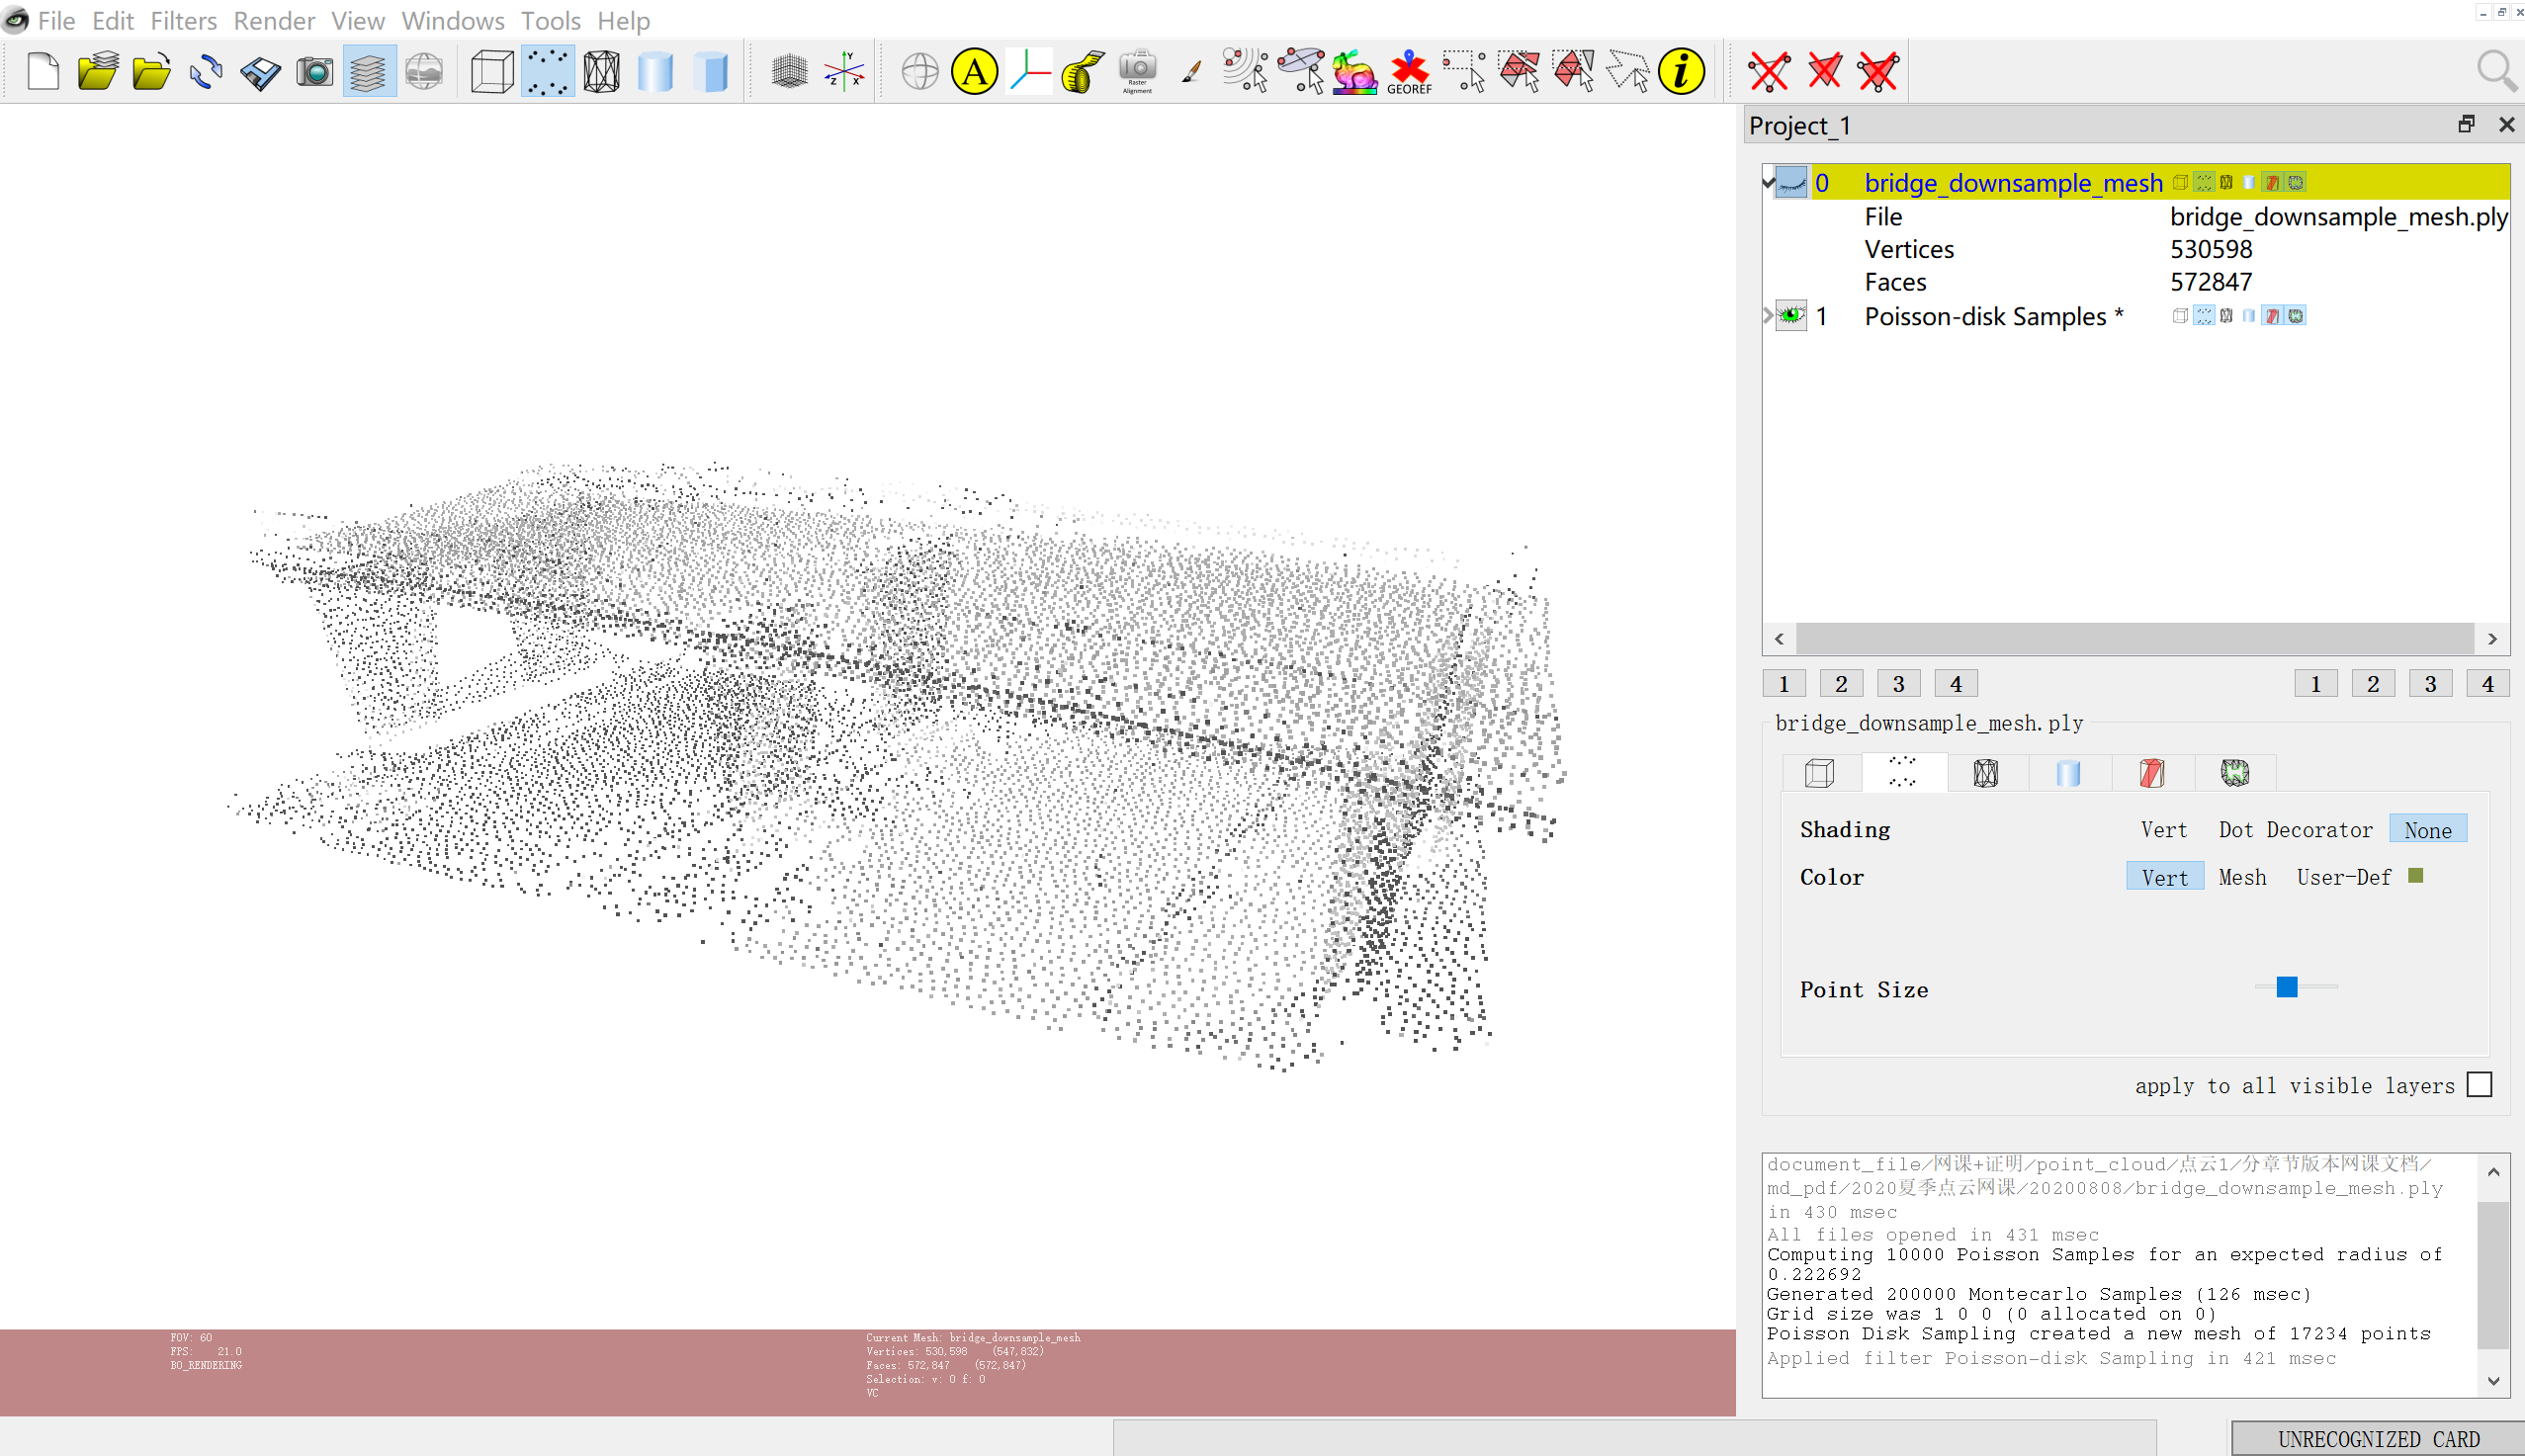 File Edit Filters Render View Windows Tools Help
A
Raster Alignment
GEOREF
Y
Z X
i
Project_1
0 bridge_downsample_mesh
File bridge_downsample_mesh.ply
Vertices 530598
Faces 572847
1 Poisson-disk Samples *
1 2 3 4 1 2 3 4
bridge_downsample_mesh.ply
Shading Vert Dot Decorator None
Color Vert Mesh User-Def
Point Size
apply to all visible layers
document_file/网课+证明/point_cloud/点云1/分章节版本网课文档/
md_pdf/2020夏季点云网课/20200808/bridge_downsample_mesh.ply
in 430 msec
All files opened in 431 msec
Computing 10000 Poisson Samples for an expected radius of
0.222692
Generated 200000 Montecarlo Samples (126 msec)
Grid size was 1 0 0 (0 allocated on 0)
Poisson Disk Sampling created a new mesh of 17234 points
Applied filter Poisson-disk Sampling in 421 msec
FOV: 60
FPS: 21.0
BO_RENDERING
Current Mesh: bridge_downsample_mesh
Vertices: 530,598 (547,832)
Faces: 572,847 (572,847)
Selection: v: 0 f: 0
VC
UNRECOGNIZED CARD